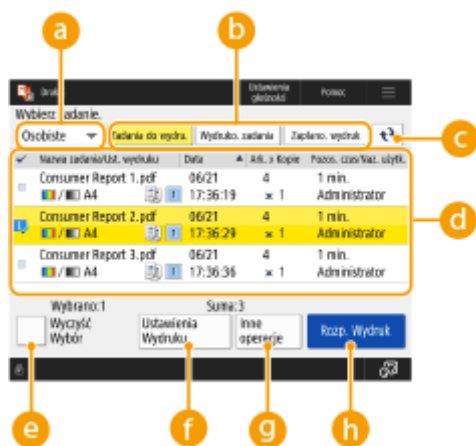 a
b
Druk
Ustawienia głośności
Pomoc
Wybierz zadanie.
Osobiste
Zadania do wydru.
Wydruko. zadania
Zaplano. wydruk
c
Nazwa zadania/Ust. wydruku Data Ark. x Kopie Pozos. czas/Naz. użytk.
Consumer Report 1.pdf 06/21 4 1 min.
A4 17:36:19 x 1 Administrator
Consumer Report 2.pdf 06/21 4 1 min.
1 A4 17:36:29 x 1 Administrator
d
Consumer Report 3.pdf 06/21 4 1 min.
A4 17:36:36 x 1 Administrator
Wybrano:1 Suma:3
Wyczyść Wybór
Ustawienia Wydruku
Inne operacje
Rozp. Wydruk
e
f
g
h